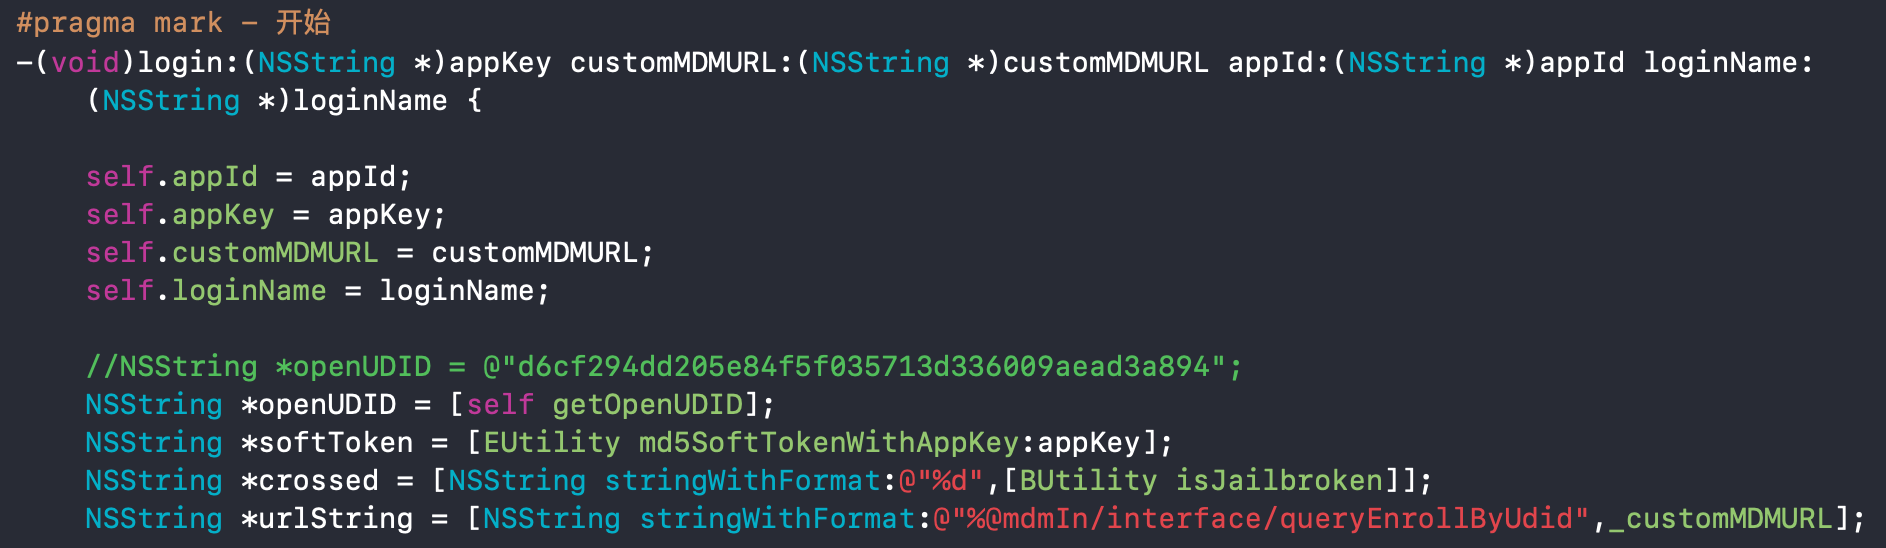 #pragma mark - 开始
-(void)login:(NSString *)appKey customMDMURL:(NSString *)customMDMURL appId:(NSString *)appId loginName:
(NSString *)loginName {
self.appId = appId;
self.appKey = appKey;
self.customMDMURL = customMDMURL;
self.loginName = loginName;
//NSString *openUDID = @"d6cf294dd205e84f5f035713d336009aead3a894";
NSString *openUDID = [self getOpenUDID];
NSString *softToken = [EUtility md5SoftTokenWithAppKey:appKey];
NSString *crossed = [NSString stringWithFormat:@"%d",[BUtility isJailbroken]];
NSString *urlString = [NSString stringWithFormat:@"%@mdmIn/interface/queryEnrollByUdid",_customMDMURL];